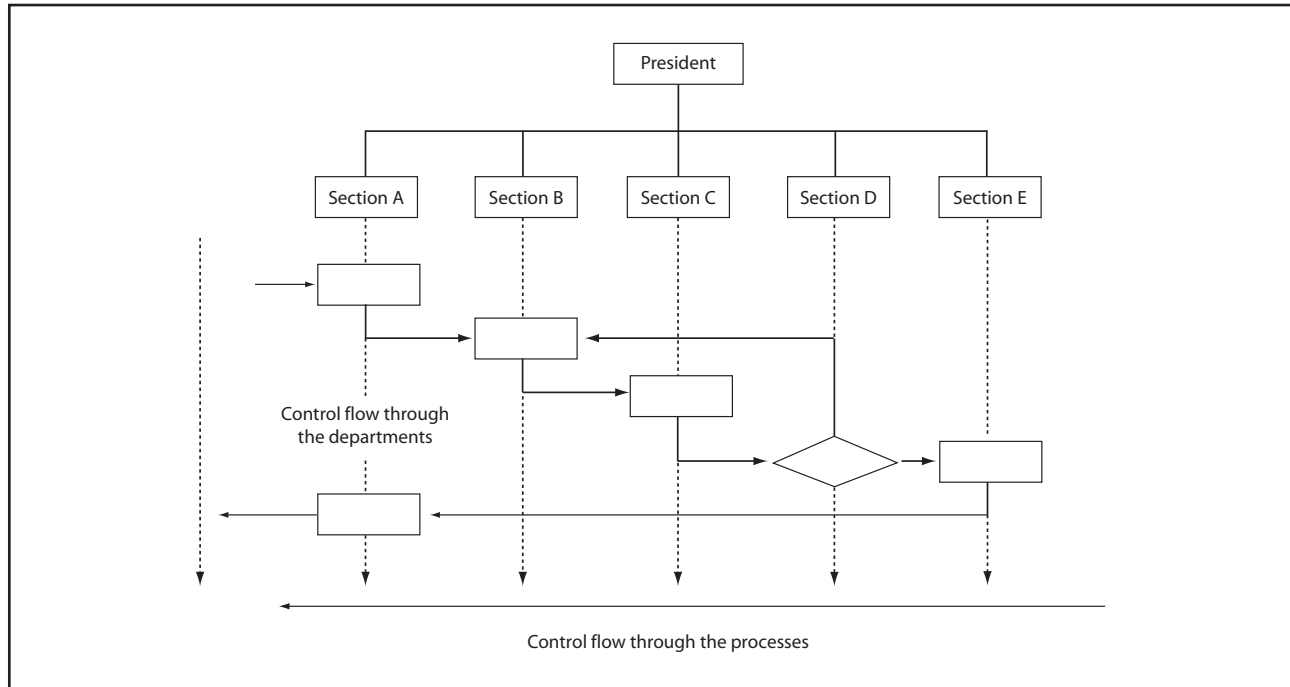 President
Section A
Section B
Section C
Section D
Section E
Control flow through
the departments
Control flow through the processes